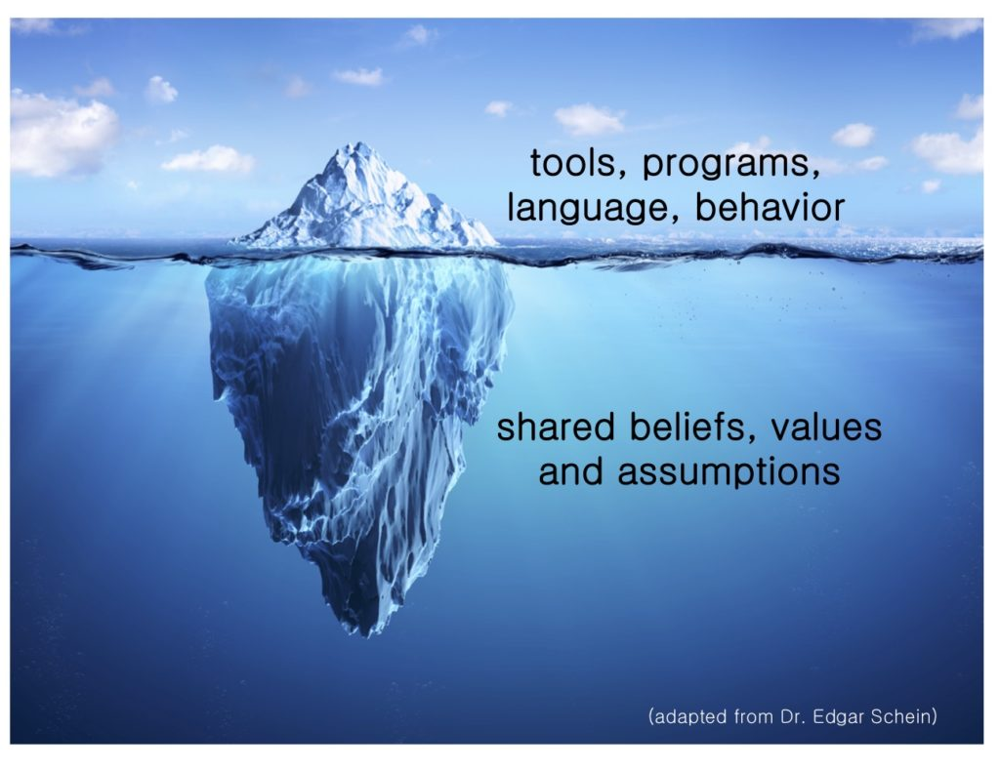 tools, programs,
language, behavior
shared beliefs, values
and assumptions
(adapted from Dr. Edgar Schein)